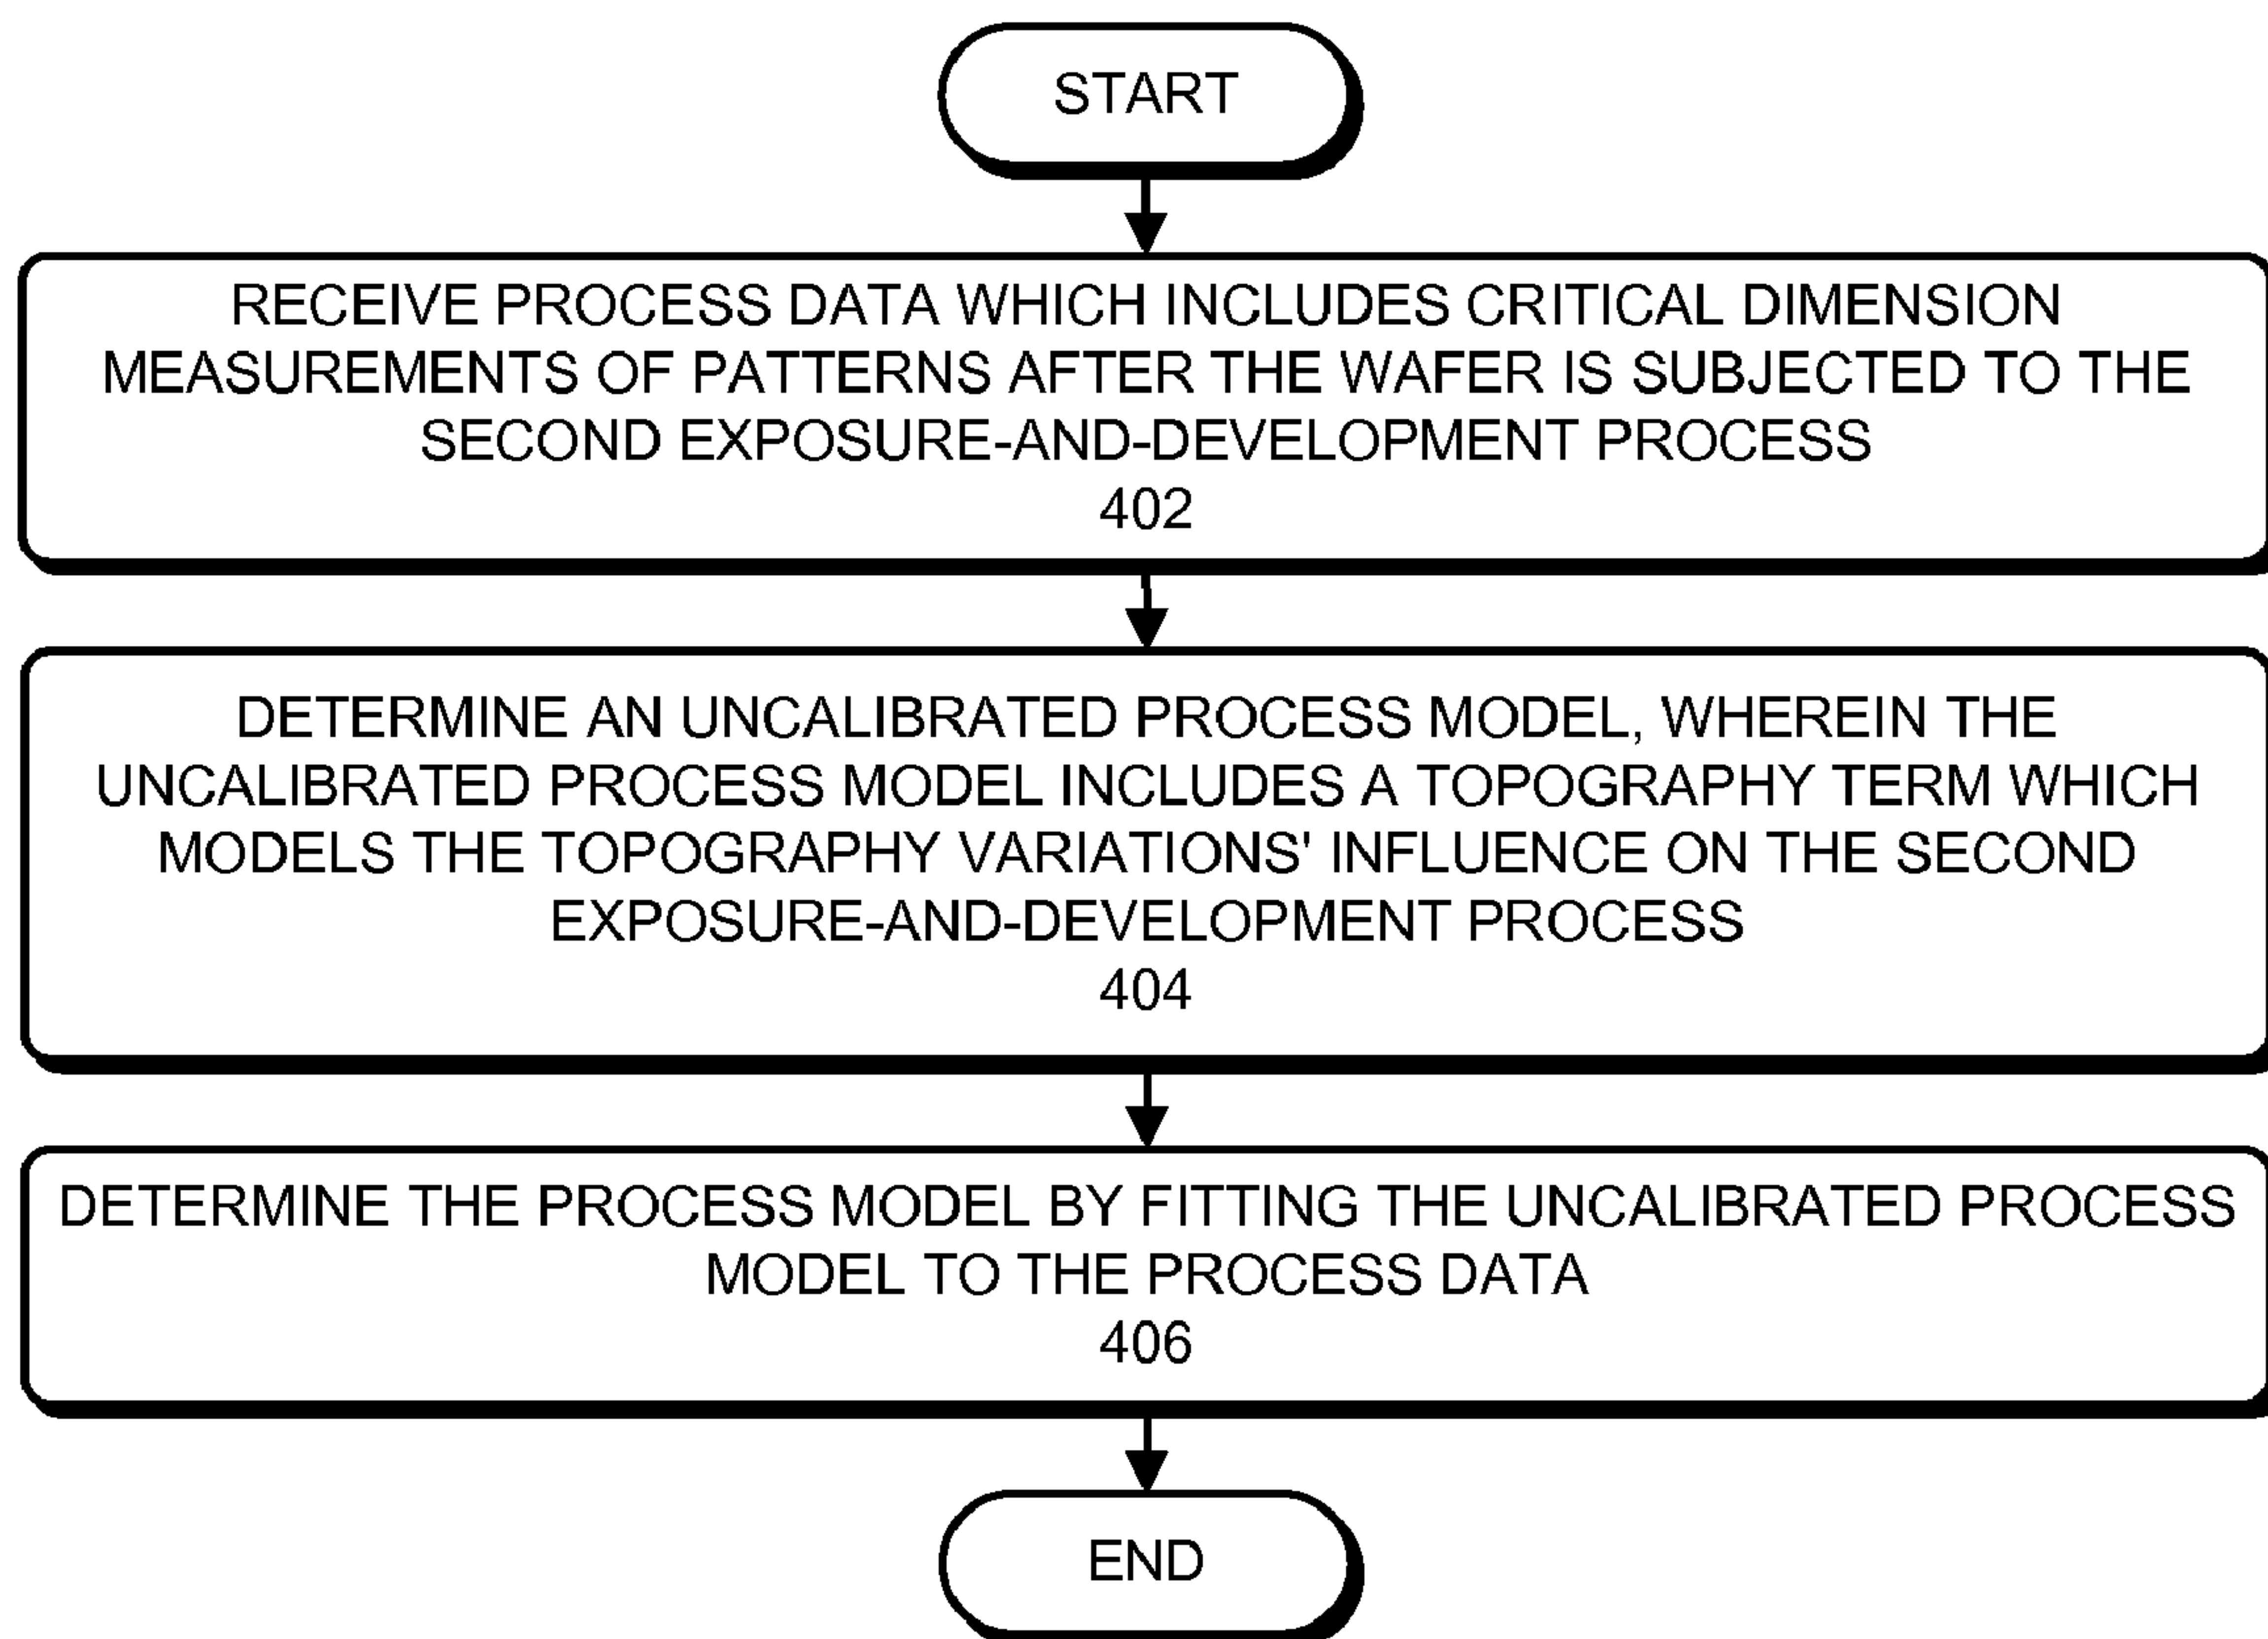 START
RECEIVE PROCESS DATA WHICH INCLUDES CRITICAL DIMENSION
MEASUREMENTS OF PATTERNS AFTER THE WAFER IS SUBJECTED TO THE
SECOND EXPOSURE-AND-DEVELOPMENT PROCESS
402
DETERMINE AN UNCALIBRATED PROCESS MODEL, WHEREIN THE
UNCALIBRATED PROCESS MODEL INCLUDES A TOPOGRAPHY TERM WHICH
MODELS THE TOPOGRAPHY VARIATIONS' INFLUENCE ON THE SECOND
EXPOSURE-AND-DEVELOPMENT PROCESS
404
DETERMINE THE PROCESS MODEL BY FITTING THE UNCALIBRATED PROCESS
MODEL TO THE PROCESS DATA
406
END